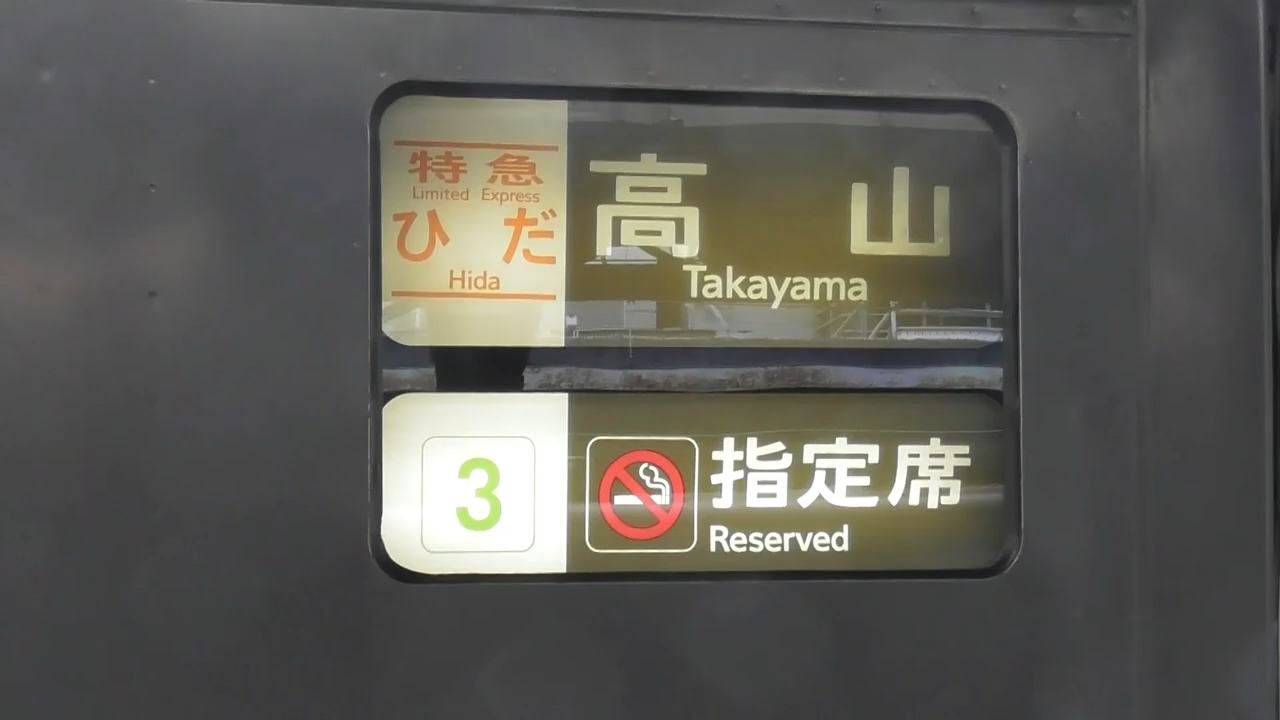 特急
Limited Express
ひだ
Hida
高山
Takayama
3
指定席
Reserved